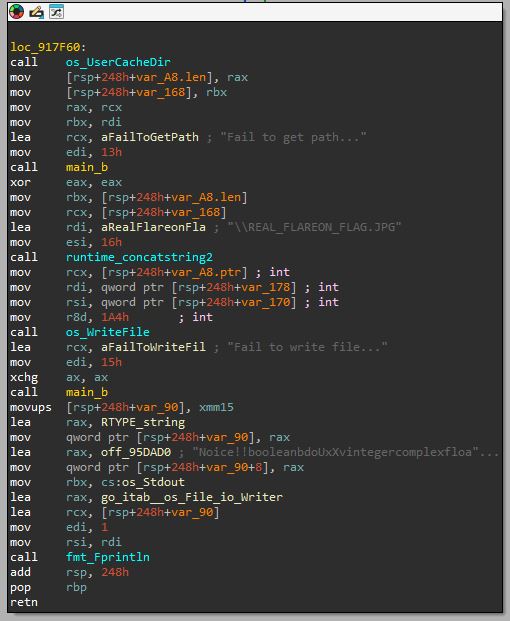 loc_917F60:
call os_UserCacheDir
mov [rsp+248h+var_A8.len], rax
mov [rsp+248h+var_168], rbx
mov rax, rcx
mov rbx, rdi
lea rcx, aFailToGetPath ; "Fail to get path..."
mov edi, 13h
call main_b
xor eax, eax
mov rbx, [rsp+248h+var_A8.len]
mov rcx, [rsp+248h+var_168]
lea rdi, aRealFlareonFla ; "\\REAL_FLAREON_FLAG.JPG"
mov esi, 16h
call runtime_concatstring2
mov rcx, [rsp+248h+var_A8.ptr] ; int
mov rdi, qword ptr [rsp+248h+var_178] ; int
mov rsi, qword ptr [rsp+248h+var_170] ; int
mov r8d, 1A4h ; int
call os_WriteFile
lea rcx, aFailToWriteFil ; "Fail to write file..."
mov edi, 15h
xchg ax, ax
call main_b
movups [rsp+248h+var_90], xmm15
lea rax, RTYPE_string
mov qword ptr [rsp+248h+var_90], rax
lea rax, off_95DAD0 ; "Noice!!booleanbdoUxXvintegercomplexfloa"...
mov qword ptr [rsp+248h+var_90+8], rax
mov rbx, cs:os_Stdout
lea rax, go_itab__os_File_io_Writer
lea rcx, [rsp+248h+var_90]
mov edi, 1
mov rsi, rdi
call fmt_Fprintln
add rsp, 248h
pop rbp
retn